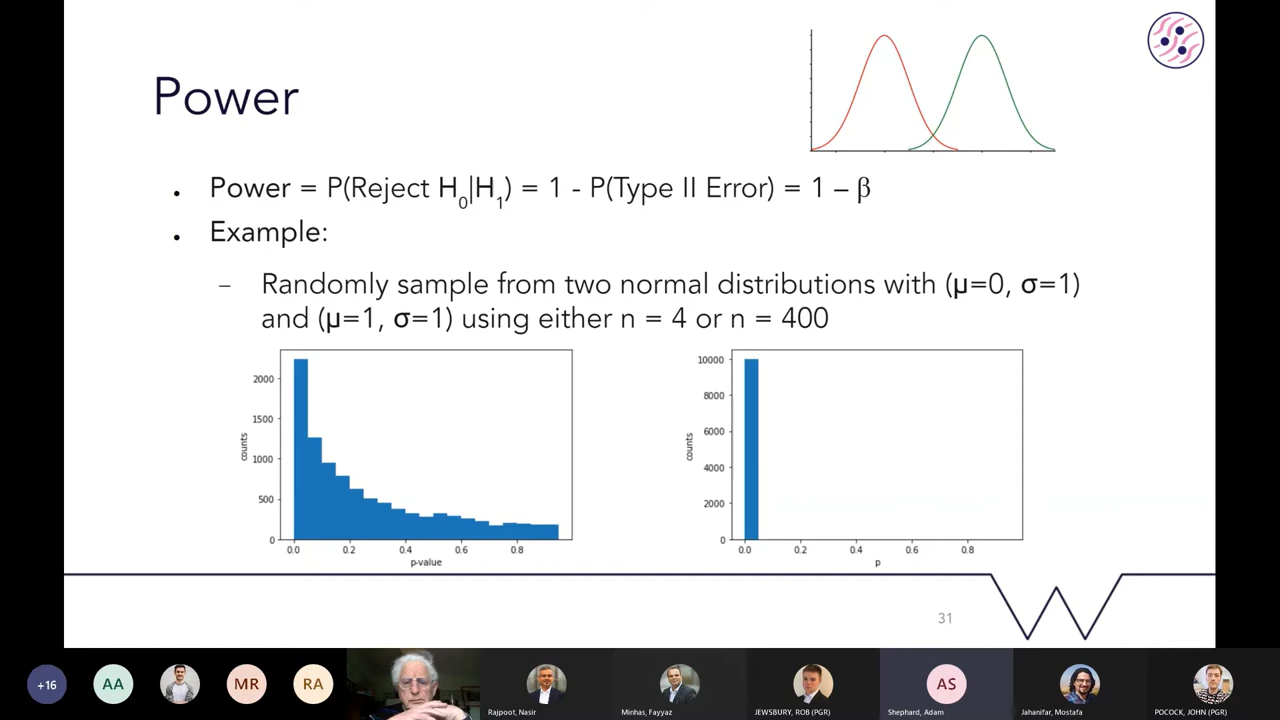 Power
• Power = P(Reject H₀|H₁) = 1 - P(Type II Error) = 1 – β
• Example:
– Randomly sample from two normal distributions with (μ=0, σ=1)
and (μ=1, σ=1) using either n = 4 or n = 400
2000
1500
1000
500
0
counts
0.0 0.2 0.4 0.6 0.8
p-value
10000
8000
6000
4000
2000
0
counts
0.0 0.2 0.4 0.6 0.8
p
31
+16 AA MR RA AS
Rajpoot, Nasir Minhas, Fayyaz JEWSBURY, ROB (PGR) Shephard, Adam Jahanifar, Mostafa POCOCK, JOHN (PGR)